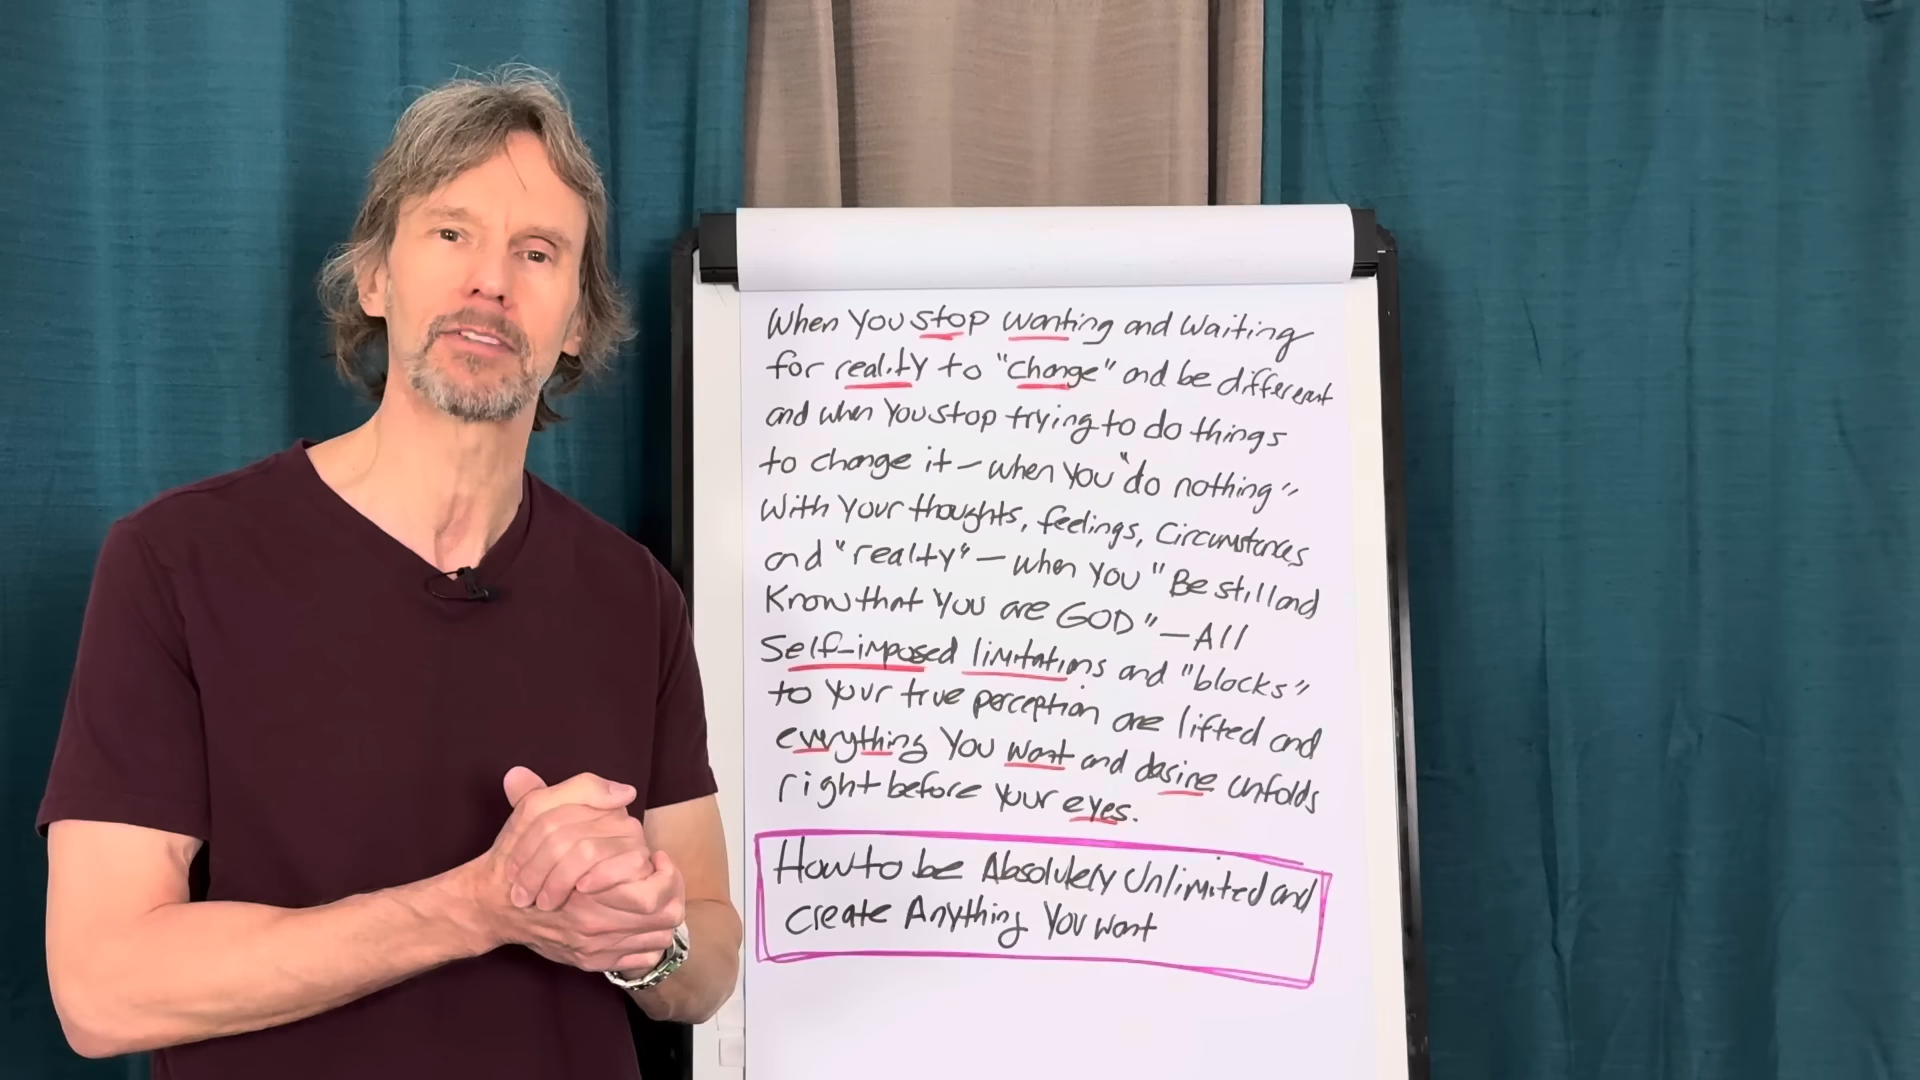 When You stop wanting and waiting
for reality to "change" and be different
and when you stop trying to do things
to change it – when you "do nothing"
with your thoughts, feelings, circumstances
and "realty" – when you "Be still and
Know that you are GOD" – All
Self-imposed limitations and "blocks"
to your true perception are lifted and
everything you want and desire unfolds
right before your eyes.
How to be Absolutely Unlimited and
Create Anything You Want